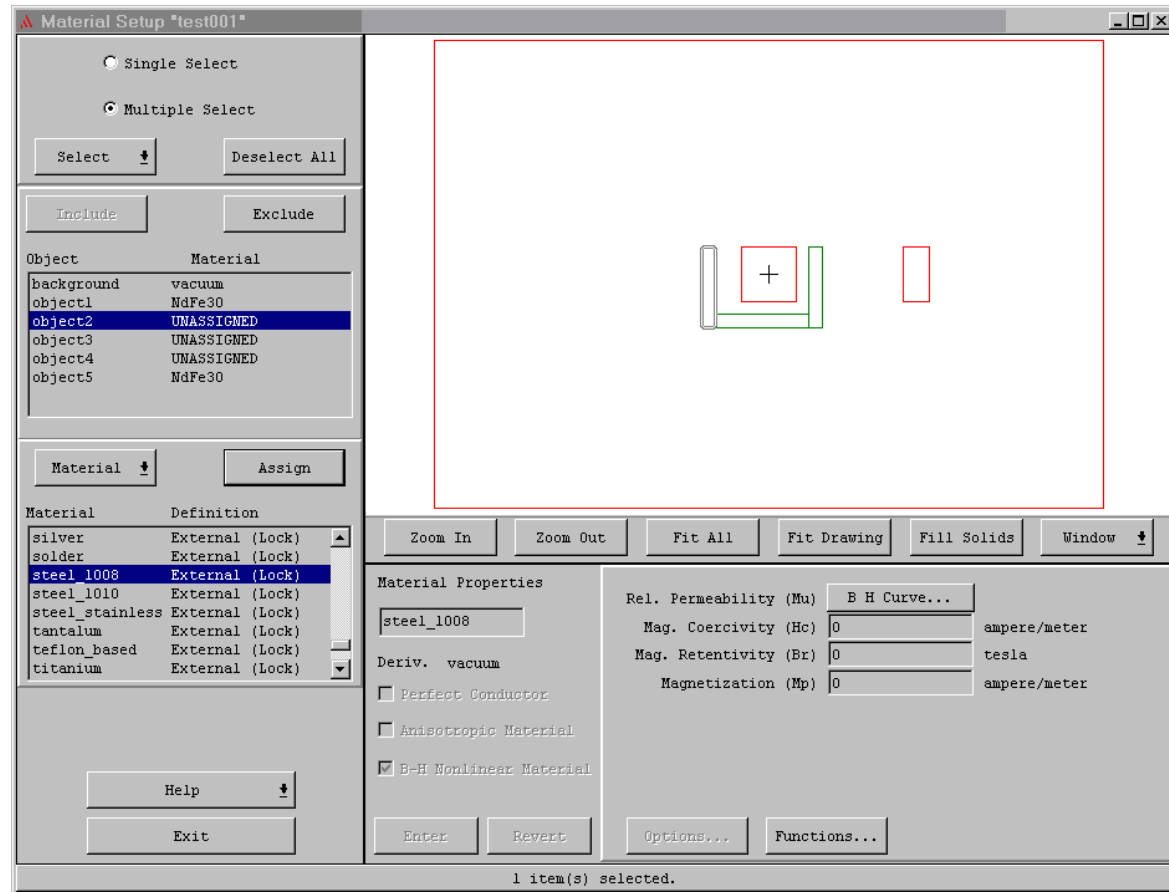 Material Setup "test001"
Single Select
Multiple Select
Select Deselect All
Include Exclude
Object Material
background vacuum
object1 NdFe30
object2 UNASSIGNED
object3 UNASSIGNED
object4 UNASSIGNED
object5 NdFe30
Material Assign
Material Definition
silver External (Lock)
solder External (Lock)
steel_1008 External (Lock)
steel_1010 External (Lock)
steel_stainless External (Lock)
tantalum External (Lock)
teflon_based External (Lock)
titanium External (Lock)
Help
Exit
Zoom In Zoom Out Fit All Fit Drawing Fill Solids Window
Material Properties
steel_1008
Deriv. vacuum
Perfect Conductor
Anisotropic Material
B-H Nonlinear Material
Enter Revert
Rel. Permeability (Mu) B H Curve...
Mag. Coercivity (Hc) 0 ampere/meter
Mag. Retentivity (Br) 0 tesla
Magnetization (Mp) 0 ampere/meter
Options... Functions...
1 item(s) selected.